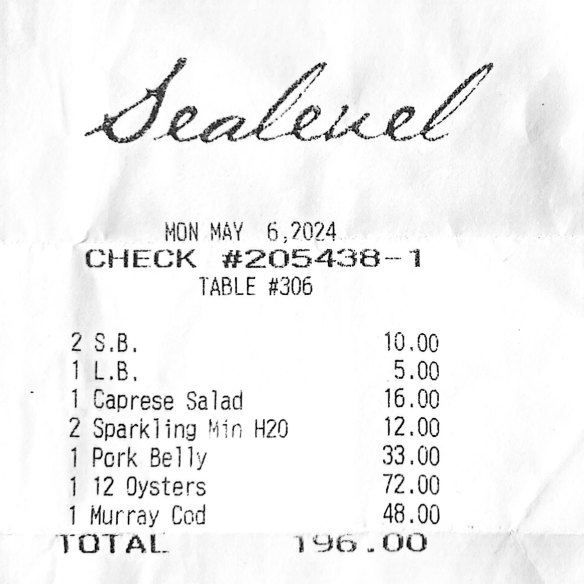 Sealevel
MON MAY 6,2024
CHECK #205438-1
TABLE #306
2 S.B. 10.00
1 L.B. 5.00
1 Caprese Salad 16.00
2 Sparkling Min H20 12.00
1 Pork Belly 33.00
1 12 Oysters 72.00
1 Murray Cod 48.00
TOTAL 196.00